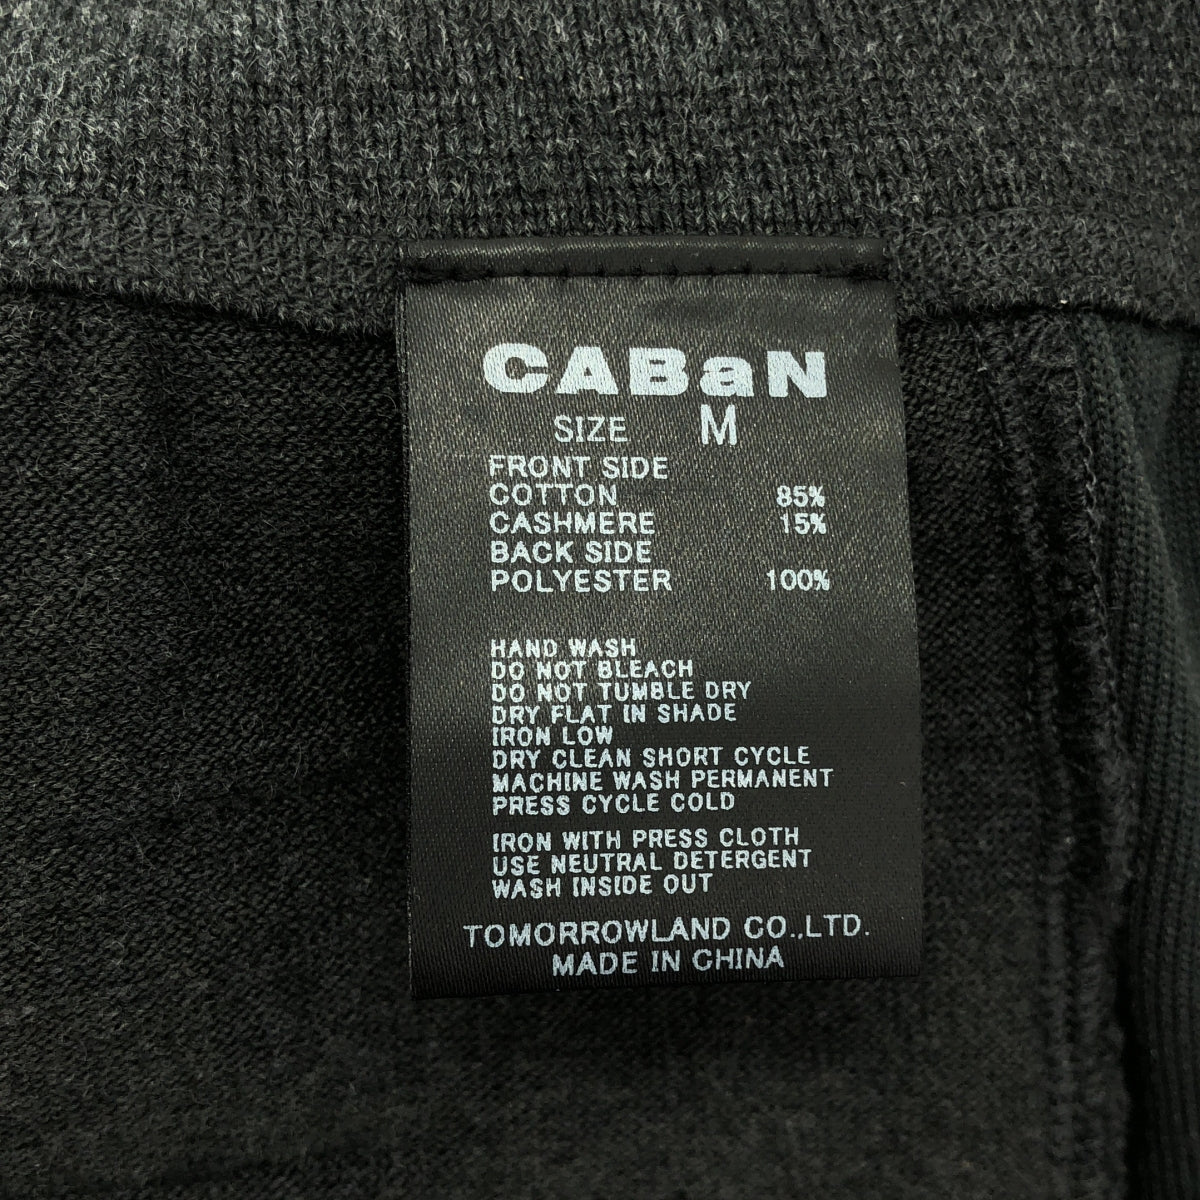 CABaN
SIZE M
FRONT SIDE
COTTON 85%
CASHMERE 15%
BACK SIDE
POLYESTER 100%
HAND WASH
DO NOT BLEACH
DO NOT TUMBLE DRY
DRY FLAT IN SHADE
IRON LOW
DRY CLEAN SHORT CYCLE
MACHINE WASH PERMANENT
PRESS CYCLE COLD
IRON WITH PRESS CLOTH
USE NEUTRAL DETERGENT
WASH INSIDE OUT
TOMORROWLAND CO.,LTD.
MADE IN CHINA